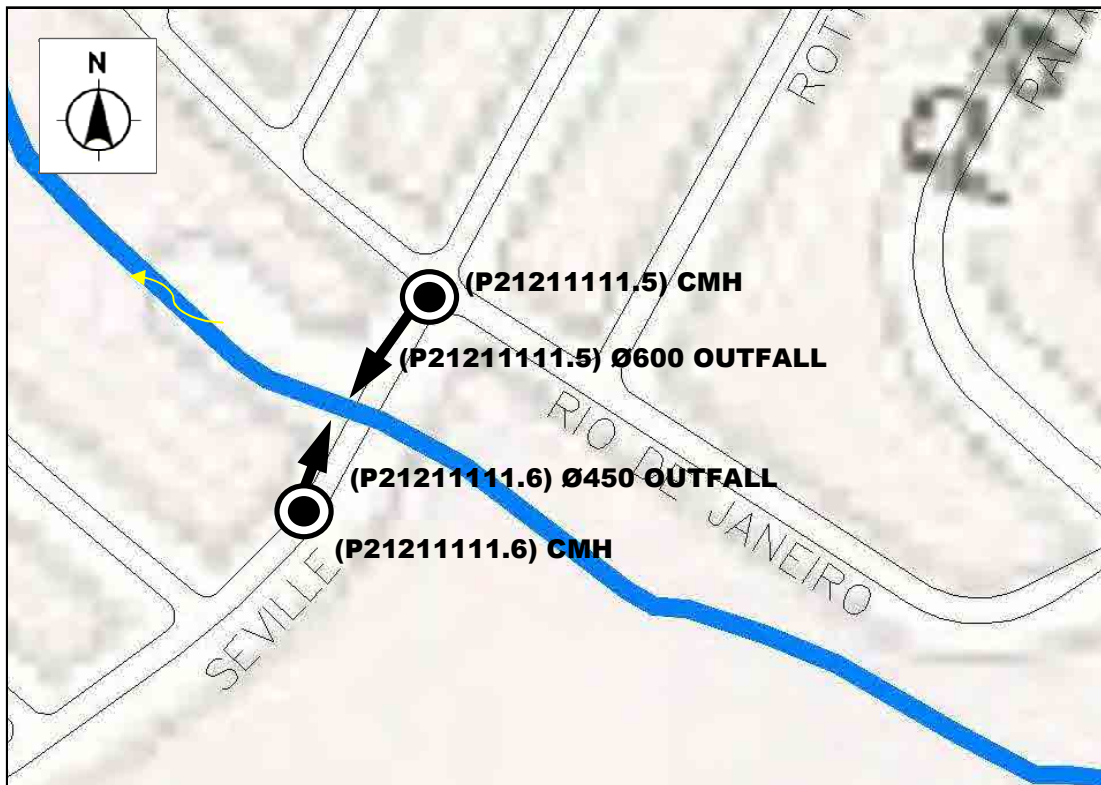 N
(P21211111.5) CMH
(P21211111.5) Ø600 OUTFALL
RIO DE JANEIRO
(P21211111.6) Ø450 OUTFALL
(P21211111.6) CMH
SEVILLE